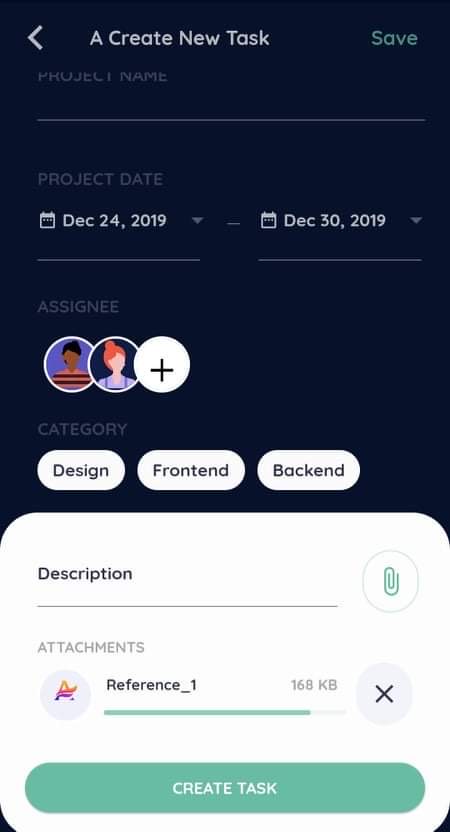 A Create New Task
Save
PROJECT NAME
PROJECT DATE
Dec 24, 2019 – Dec 30, 2019
ASSIGNEE
CATEGORY
Design Frontend Backend
Description
ATTACHMENTS
Reference_1 168 KB
CREATE TASK